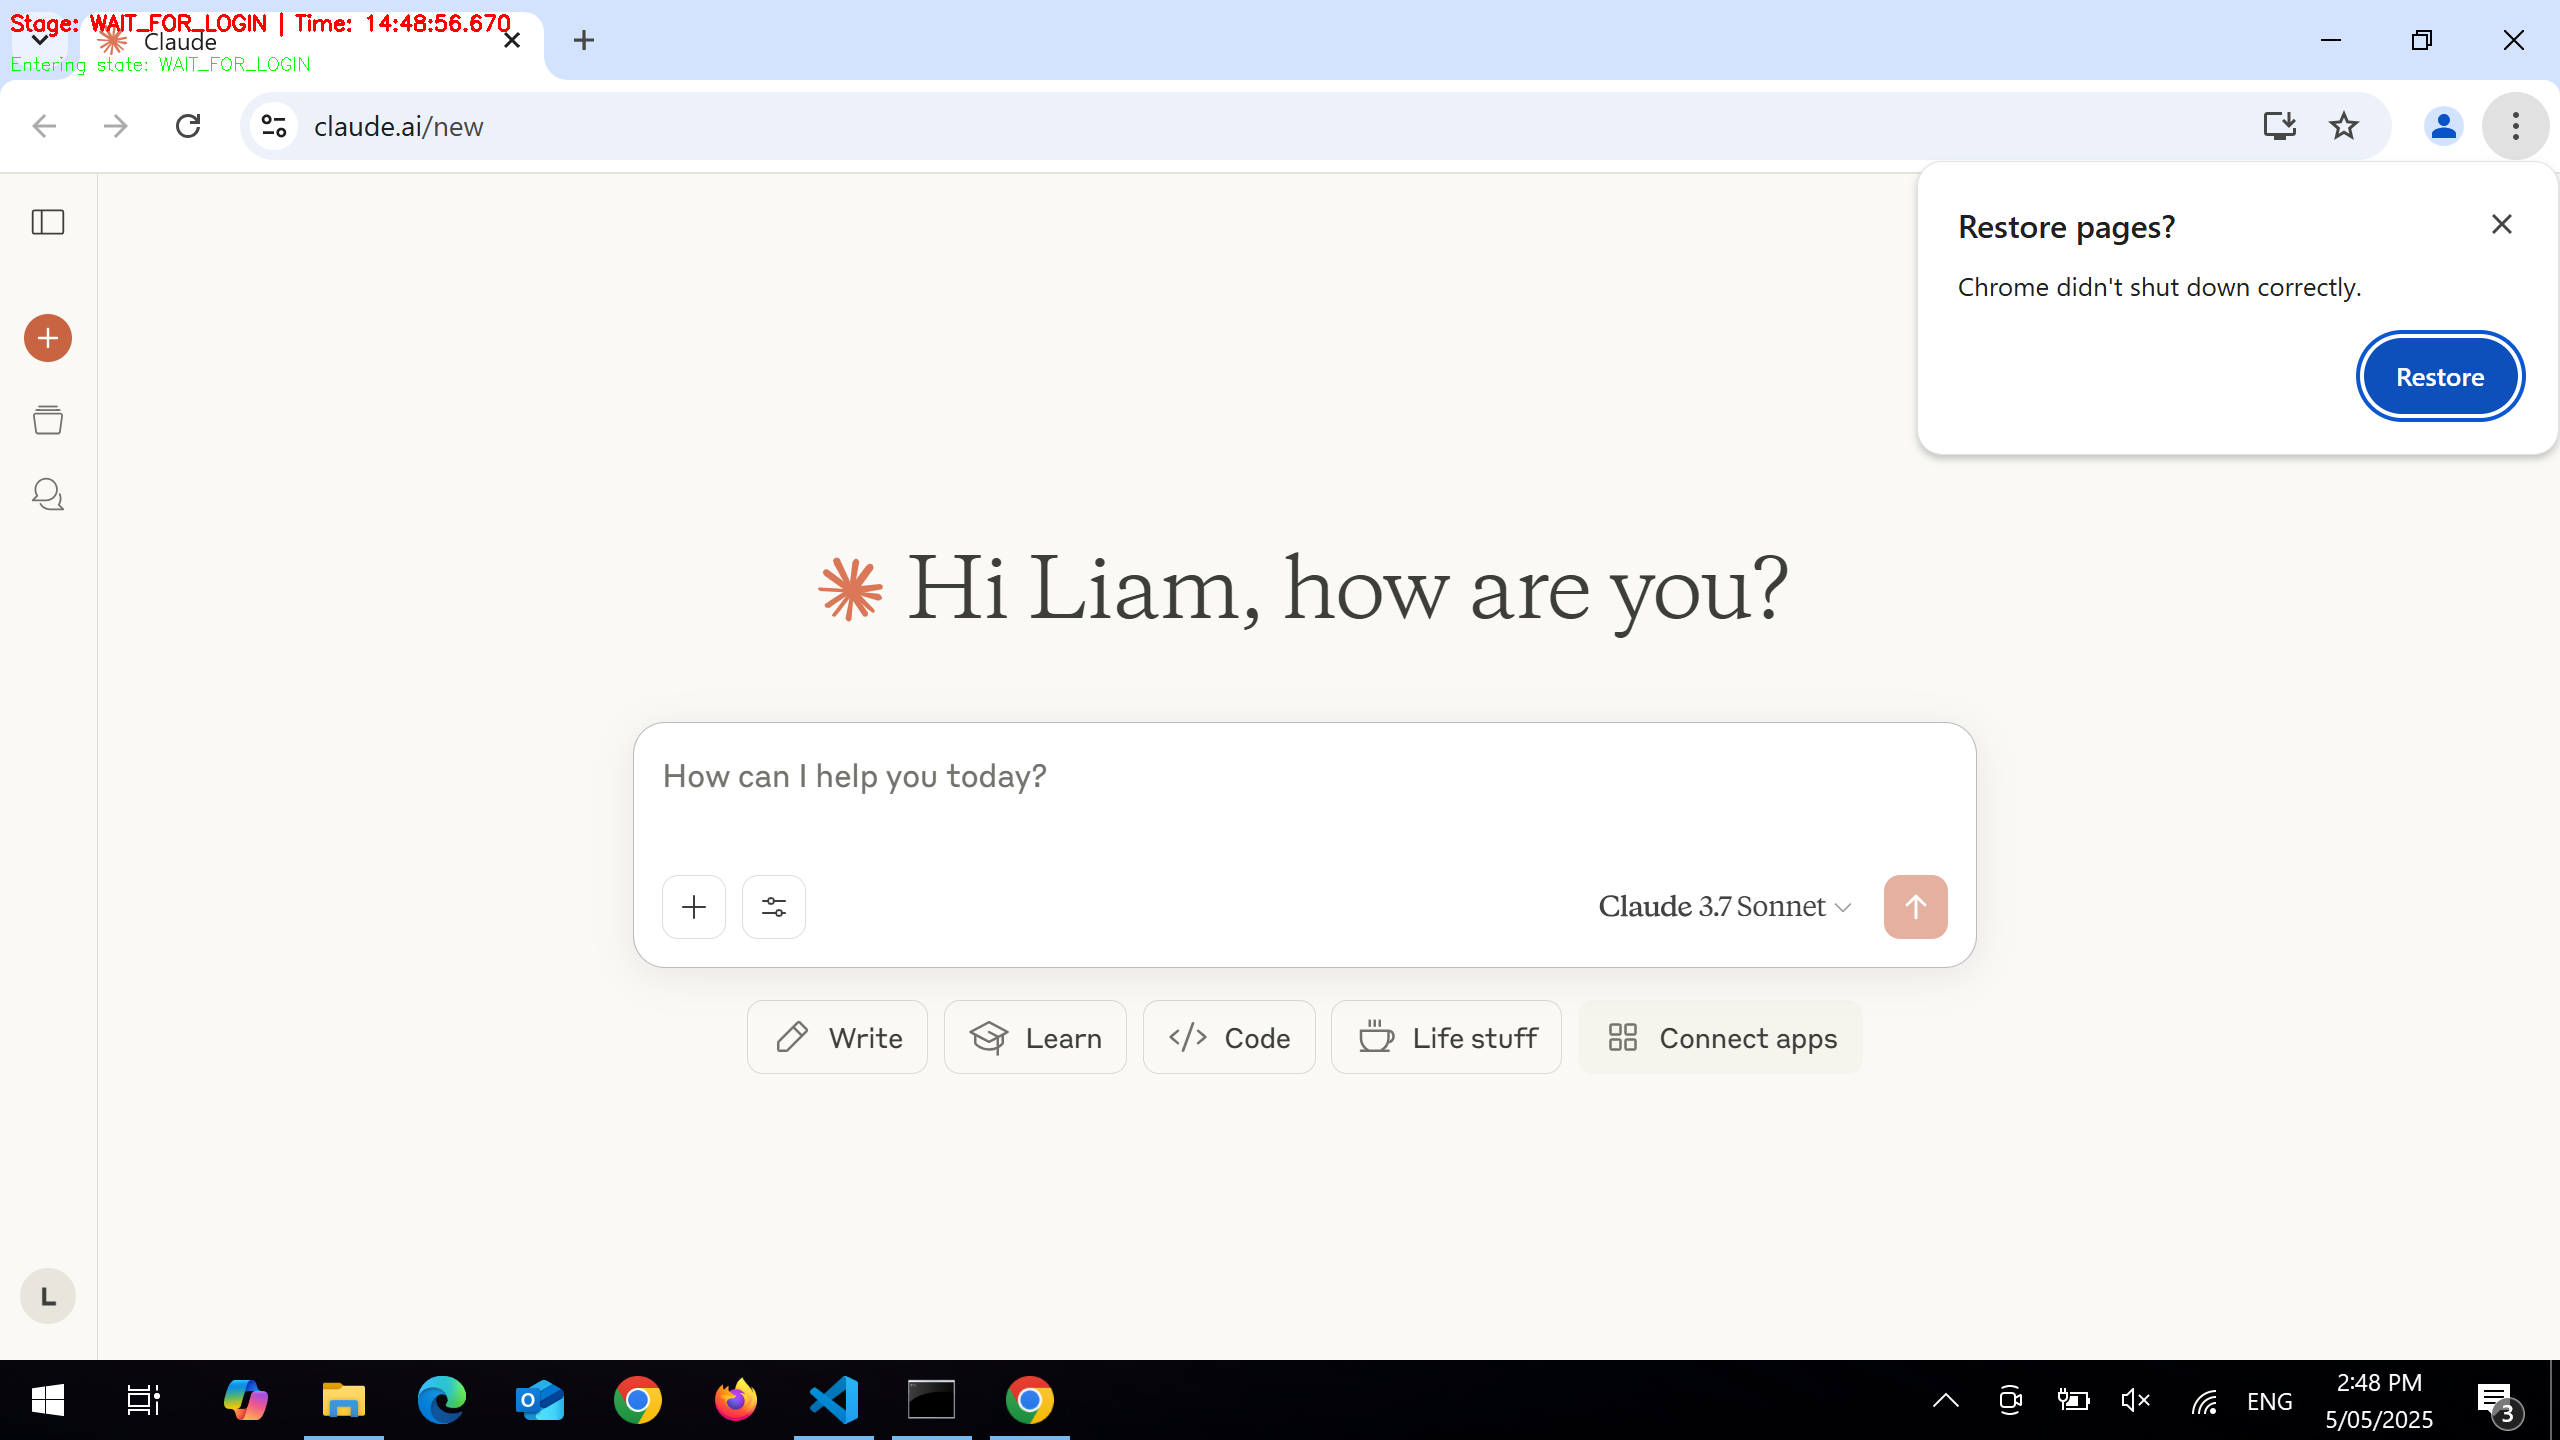 Stage: WAIT_FOR_LOGIN | Time: 14:48:56.670
Claude
Entering state: WAIT_FOR_LOGIN
claude.ai/new
Restore pages?
Chrome didn't shut down correctly.
Restore
Hi Liam, how are you?
How can I help you today?
Claude 3.7 Sonnet
Write
Learn
Code
Life stuff
Connect apps
L
ENG
2:48 PM
5/05/2025
3